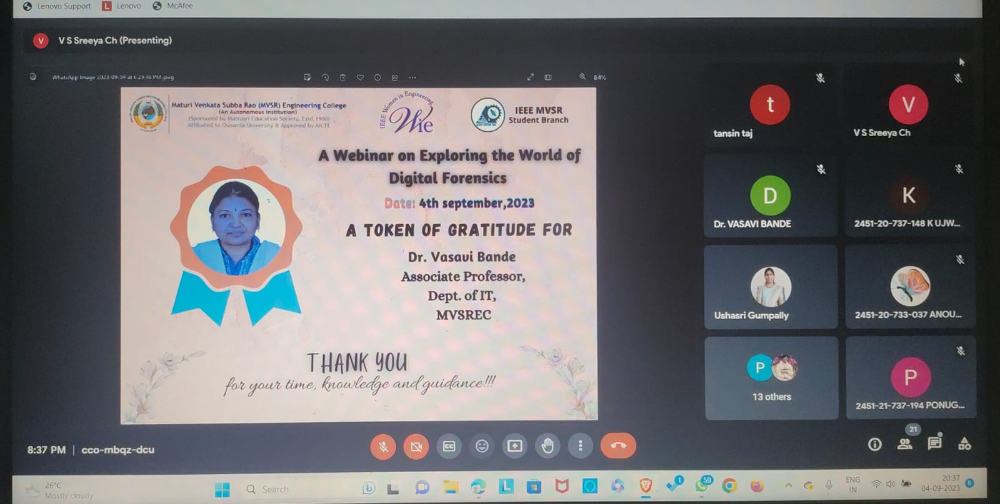 Lenovo Support
L Lenovo
McAfee
V V S Sreeya Ch (Presenting)
WhatsApp Image 2023-09-04 at 6.29.48 PM.jpeg
84%
Maturi Venkata Subba Rao (MVSR) Engineering College
(An Autonomous Institution)
(Sponsored by Matrusri Education Society, Estd.1980)
Affiliated to Osmania University & Approved by AICTE
IEEE Women in Engineering
Wie
IEEE MVSR
Student Branch
A Webinar on Exploring the World of
Digital Forensics
Date: 4th september,2023
A TOKEN OF GRATITUDE FOR
Dr. Vasavi Bande
Associate Professor,
Dept. of IT,
MVSREC
THANK YOU
for your time, knowledge and guidance!!!
t
tansin taj
V
V S Sreeya Ch
D
Dr. VASAVI BANDE
K
2451-20-737-148 K UJW...
Ushasri Gumpally
2451-20-733-037 ANOU...
P
13 others
P
2451-21-737-194 PONUG...
8:37 PM | cco-mbqz-dcu
CC
21
26°C
Mostly cloudy
Search
L
1
59
ENG
IN
20:37
04-09-2023
6